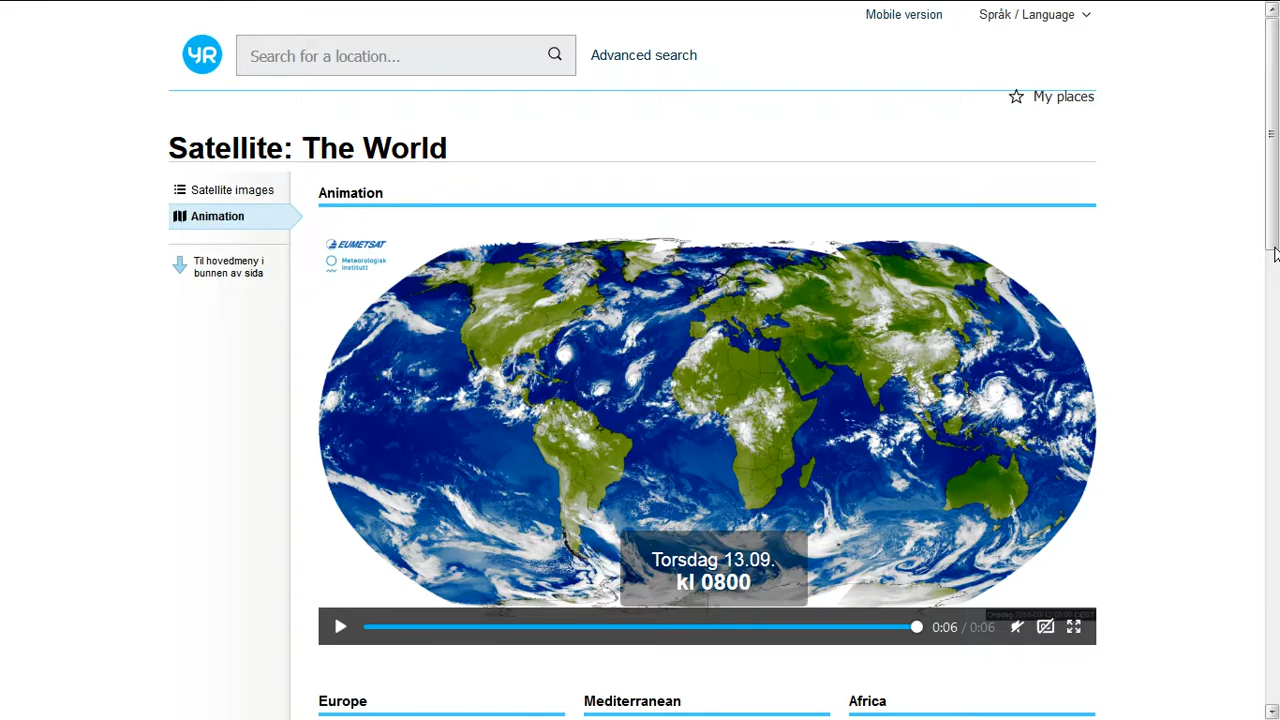 Mobile version
Språk / Language
YR
Search for a location...
Advanced search
My places
Satellite: The World
Satellite images
Animation
Til hovedmeny i
bunnen av sida
Animation
EUMETSAT
Meteorologisk
institutt
Torsdag 13.09.
kl 0800
0:06 / 0:06
Europe
Mediterranean
Africa